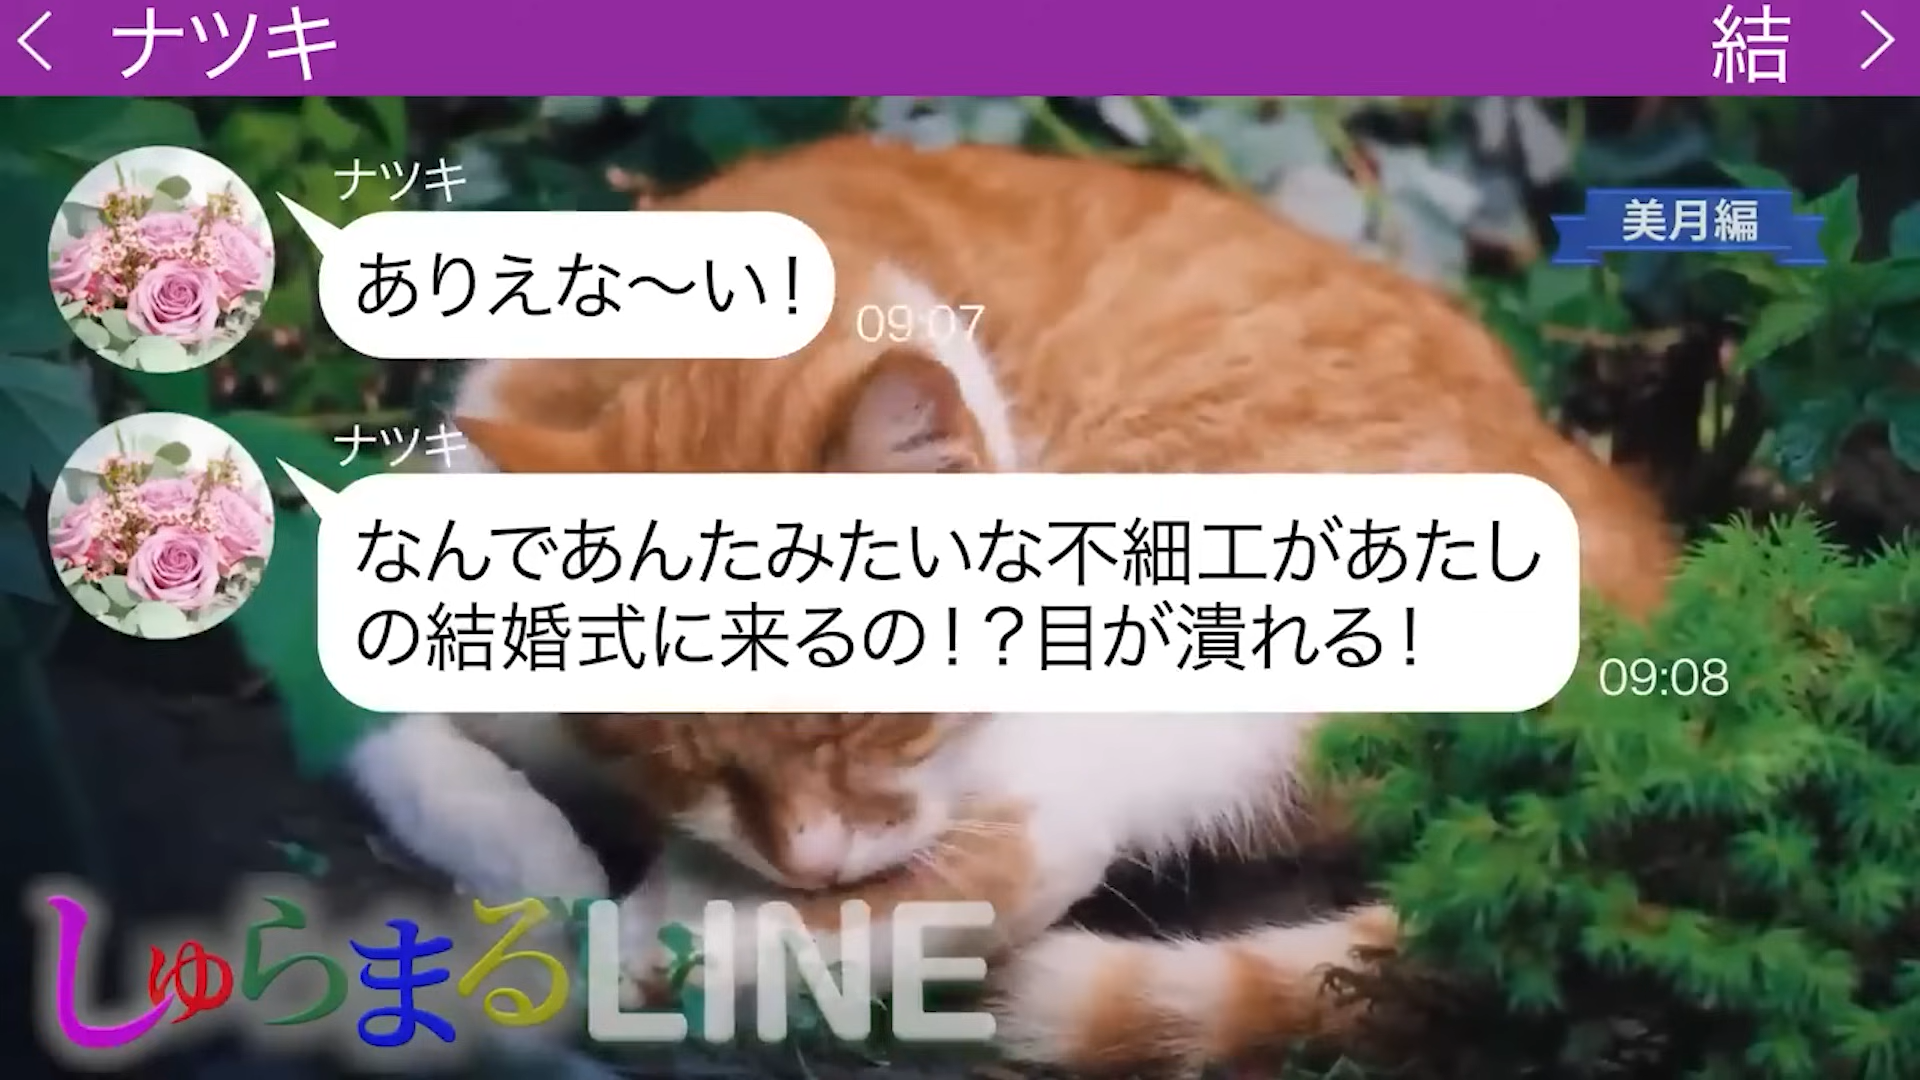 ナツキ
結
美月編
ナツキ
ありえな〜い！
09:07
ナツキ
なんであんたみたいな不細工があたし
の結婚式に来るの！？目が潰れる！
09:08
しゅらまるLINE